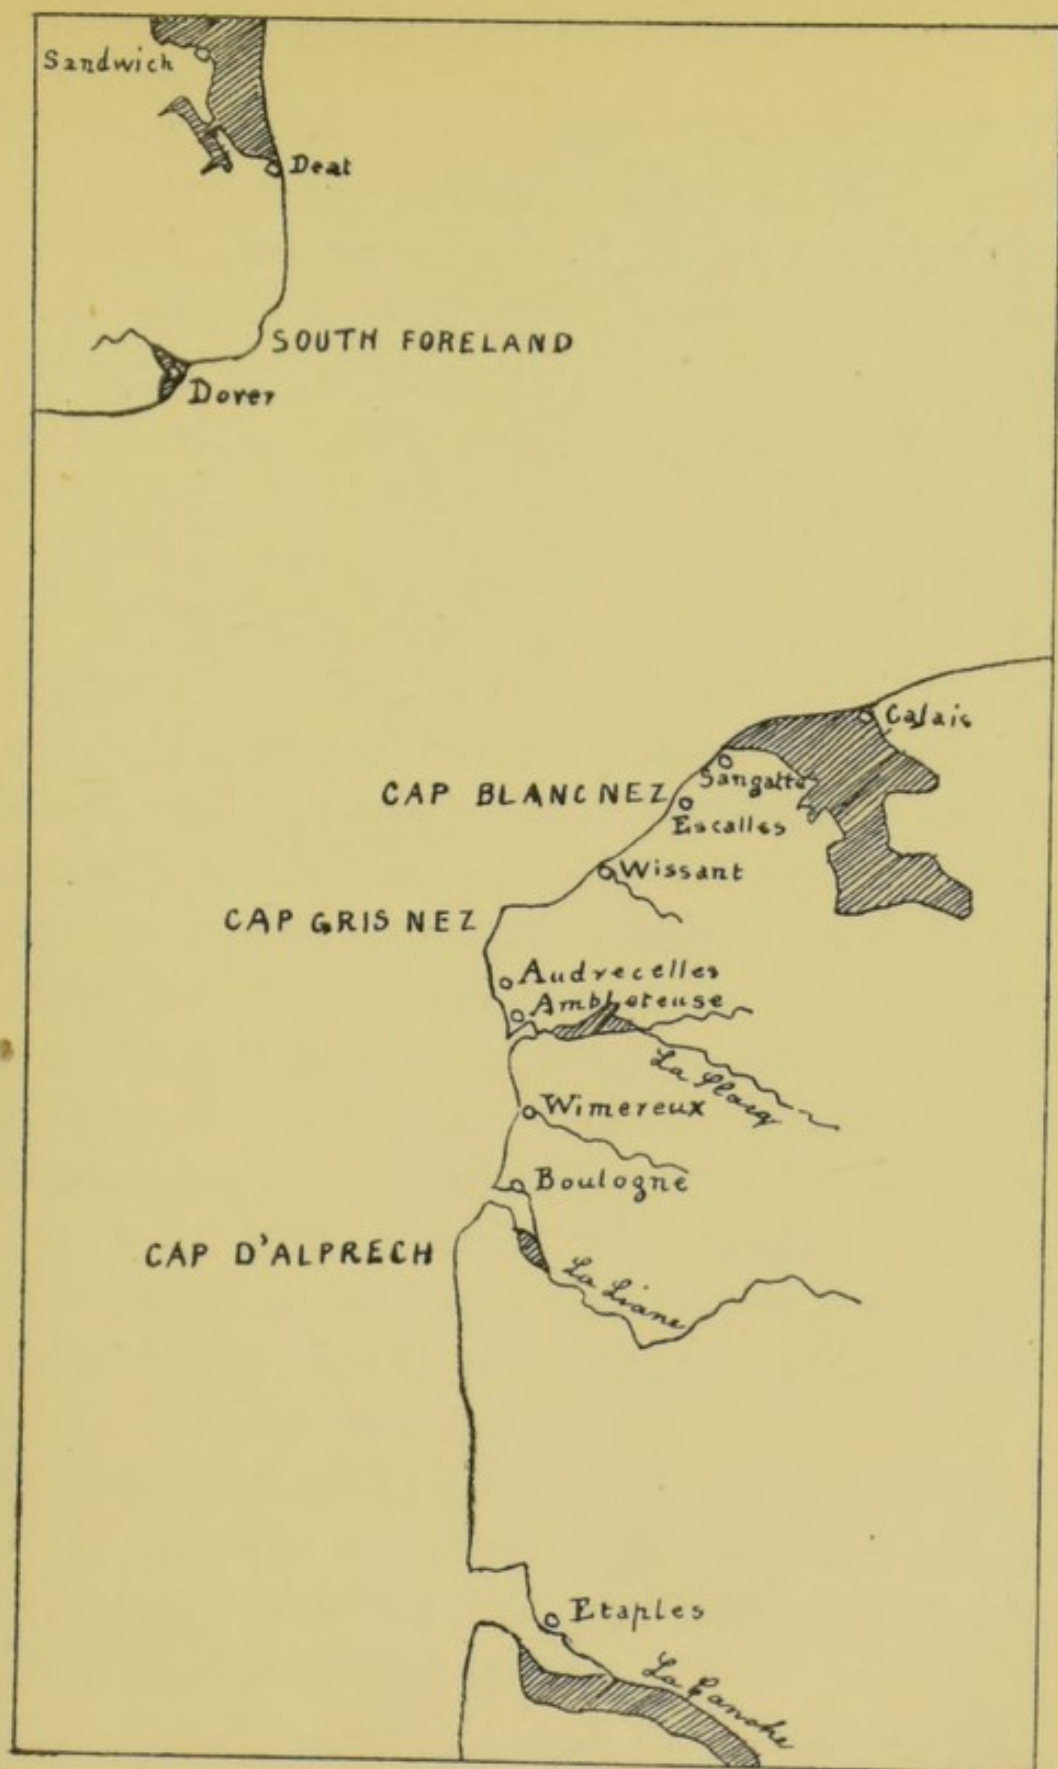 Sandwich
Deal
SOUTH FORELAND
Dover
Calais
Sangatte
CAP BLANC NEZ
Escalles
Wissant
CAP GRIS NEZ
Audrecelles
Ambleteuse
La Slacq
Wimereux
Boulogne
CAP D'ALPRECH
La Liane
Etaples
La Canche